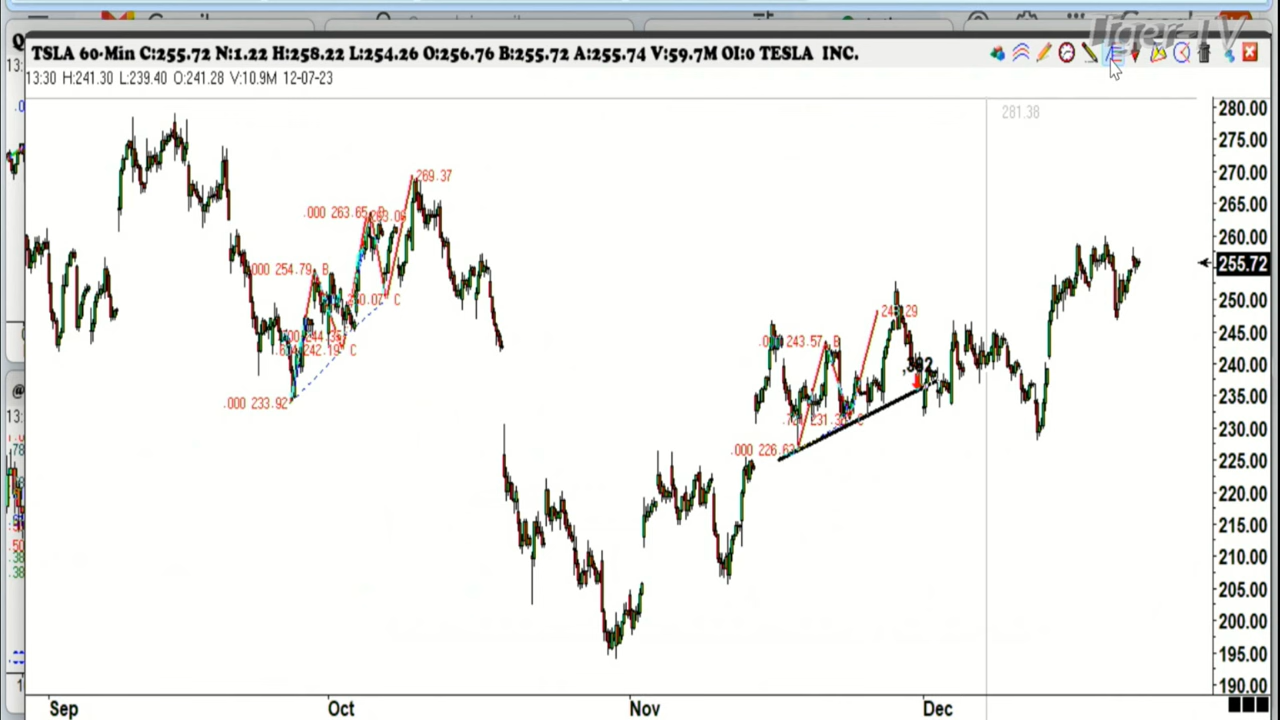 Tiger-TV
TSLA 60-Min C:255.72 N:1.22 H:258.22 L:254.26 O:256.76 B:255.72 A:255.74 V:59.7M OI:0 TESLA INC.
13:30 H:241.30 L:239.40 O:241.28 V:10.9M 12-07-23
281.38
280.00
275.00
270.00
265.00
260.00
255.72
250.00
245.00
240.00
235.00
230.00
225.00
220.00
215.00
210.00
205.00
200.00
195.00
190.00
269.37
.000 263.65 B
.000 254.79 B
C
242.19 C
.000 233.92
.000 243.57 B
C
.000 226.63
.382
Sep Oct Nov Dec